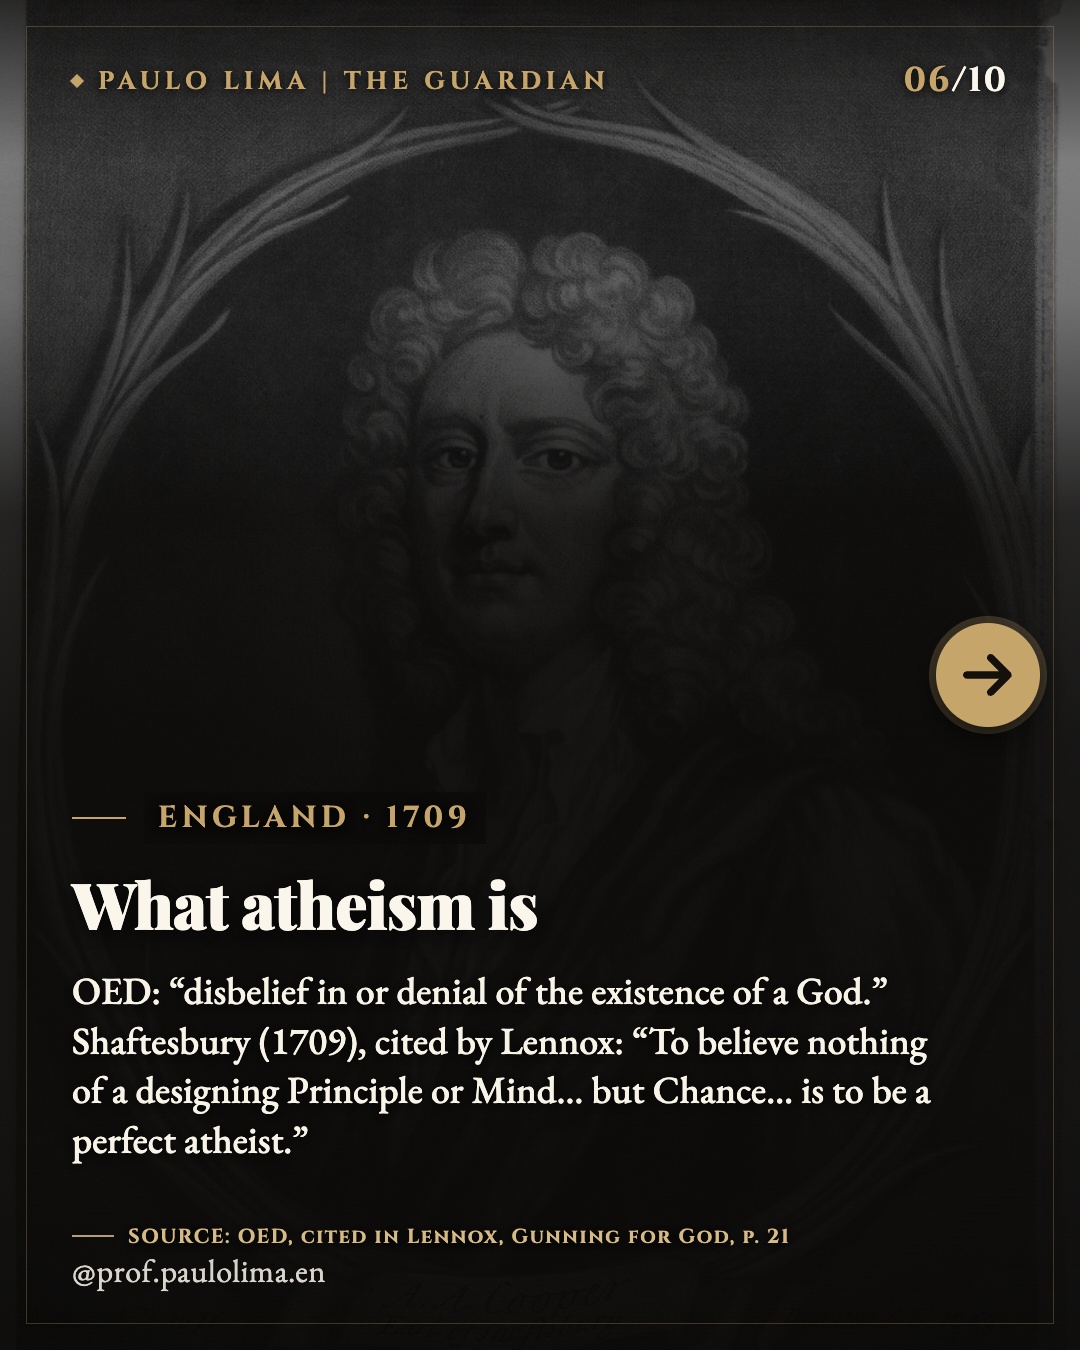 ◆ PAULO LIMA | THE GUARDIAN
06/10
ENGLAND · 1709
What atheism is
OED: “disbelief in or denial of the existence of a God.”
Shaftesbury (1709), cited by Lennox: “To believe nothing
of a designing Principle or Mind... but Chance... is to be a
perfect atheist.”
SOURCE: OED, CITED IN LENNOX, GUNNING FOR GOD, P. 21
@prof.paulolima.en